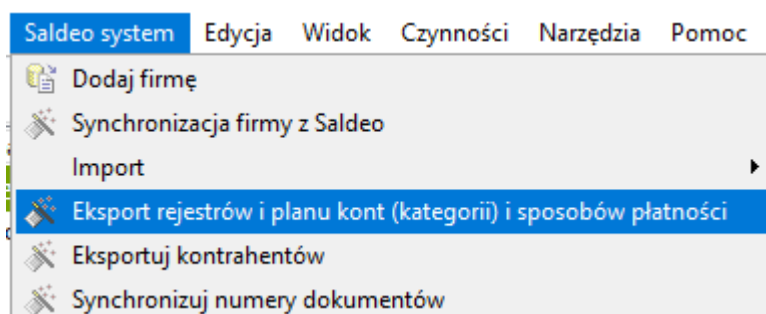 Saldeo system Edycja Widok Czynności Narzędzia Pomoc
Dodaj firmę
Synchronizacja firmy z Saldeo
Import
Eksport rejestrów i planu kont (kategorii) i sposobów płatności
Eksportuj kontrahentów
Synchronizuj numery dokumentów